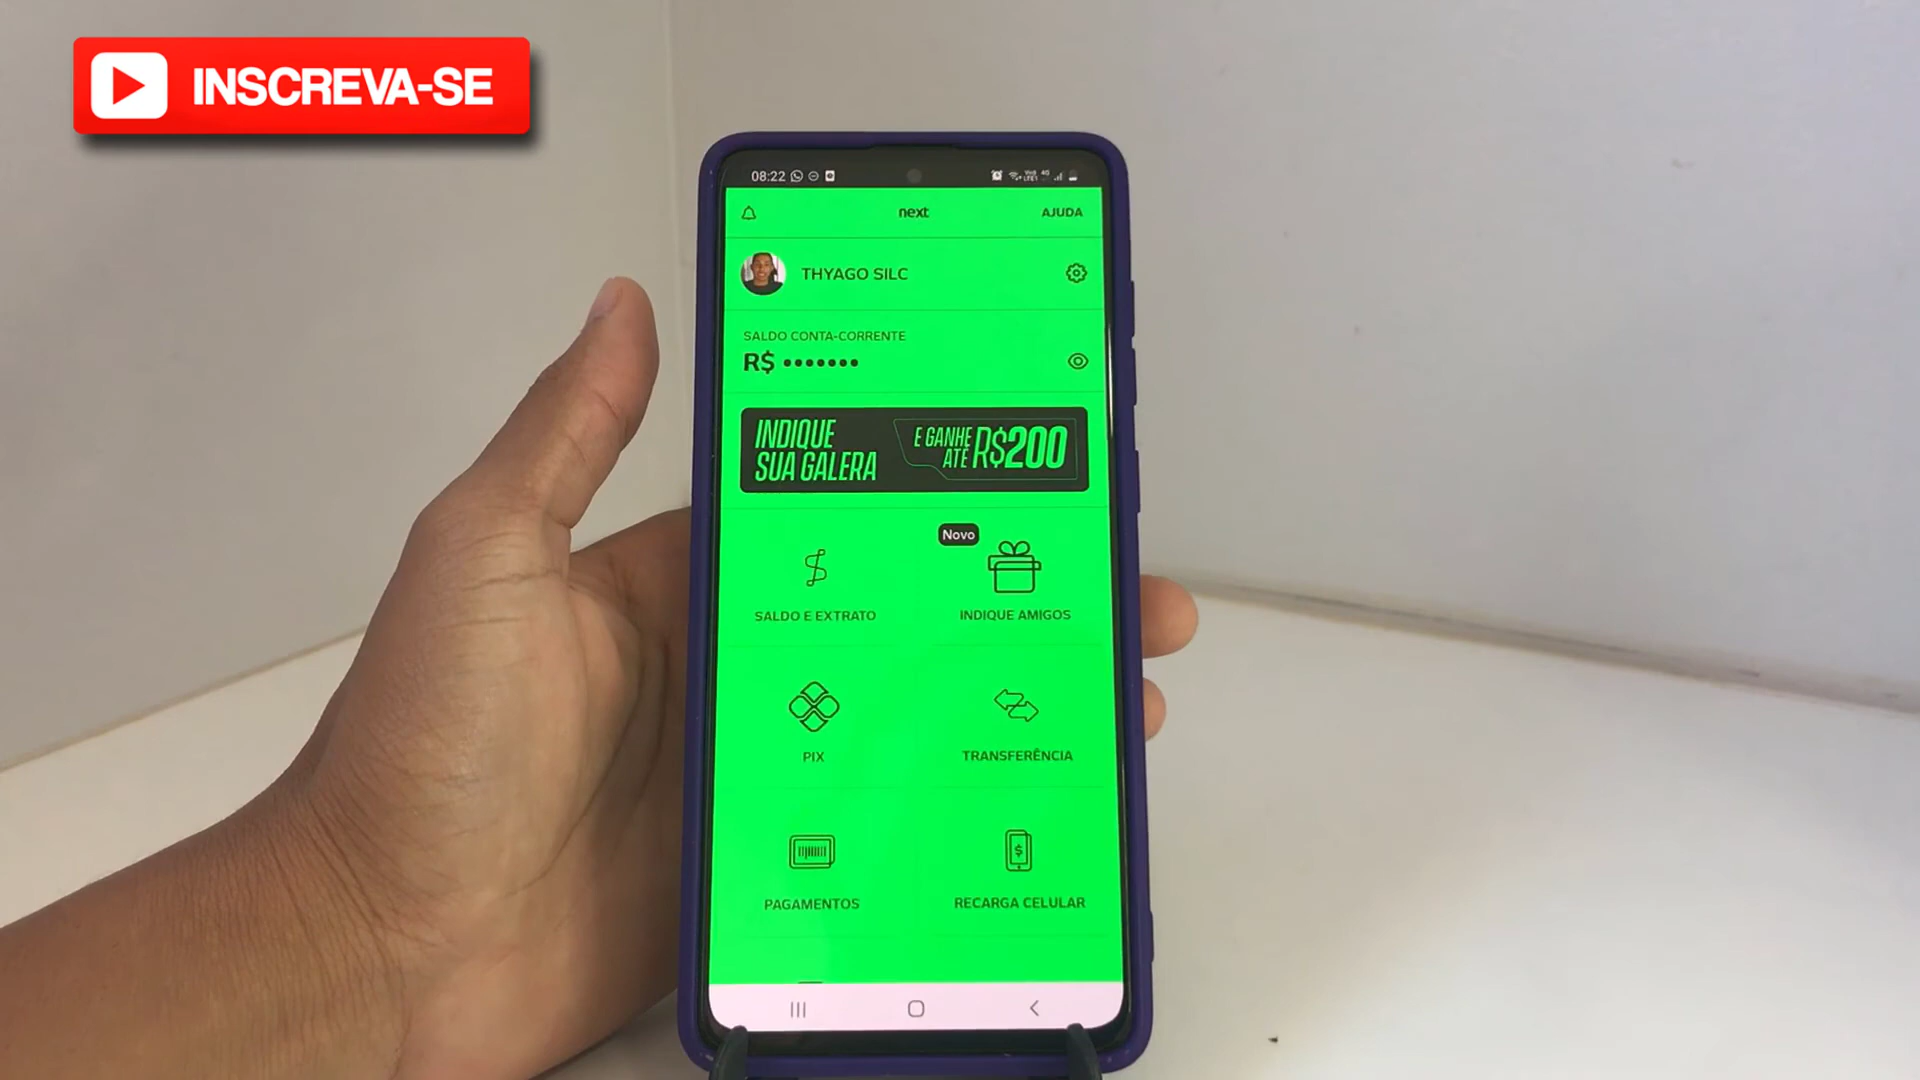 INSCREVA-SE
08:22
next
AJUDA
THYAGO SILC
SALDO CONTA-CORRENTE
R$ •••••••
INDIQUE
SUA GALERA
E GANHE
ATÉ R$200
Novo
SALDO E EXTRATO
INDIQUE AMIGOS
PIX
TRANSFERÊNCIA
PAGAMENTOS
RECARGA CELULAR